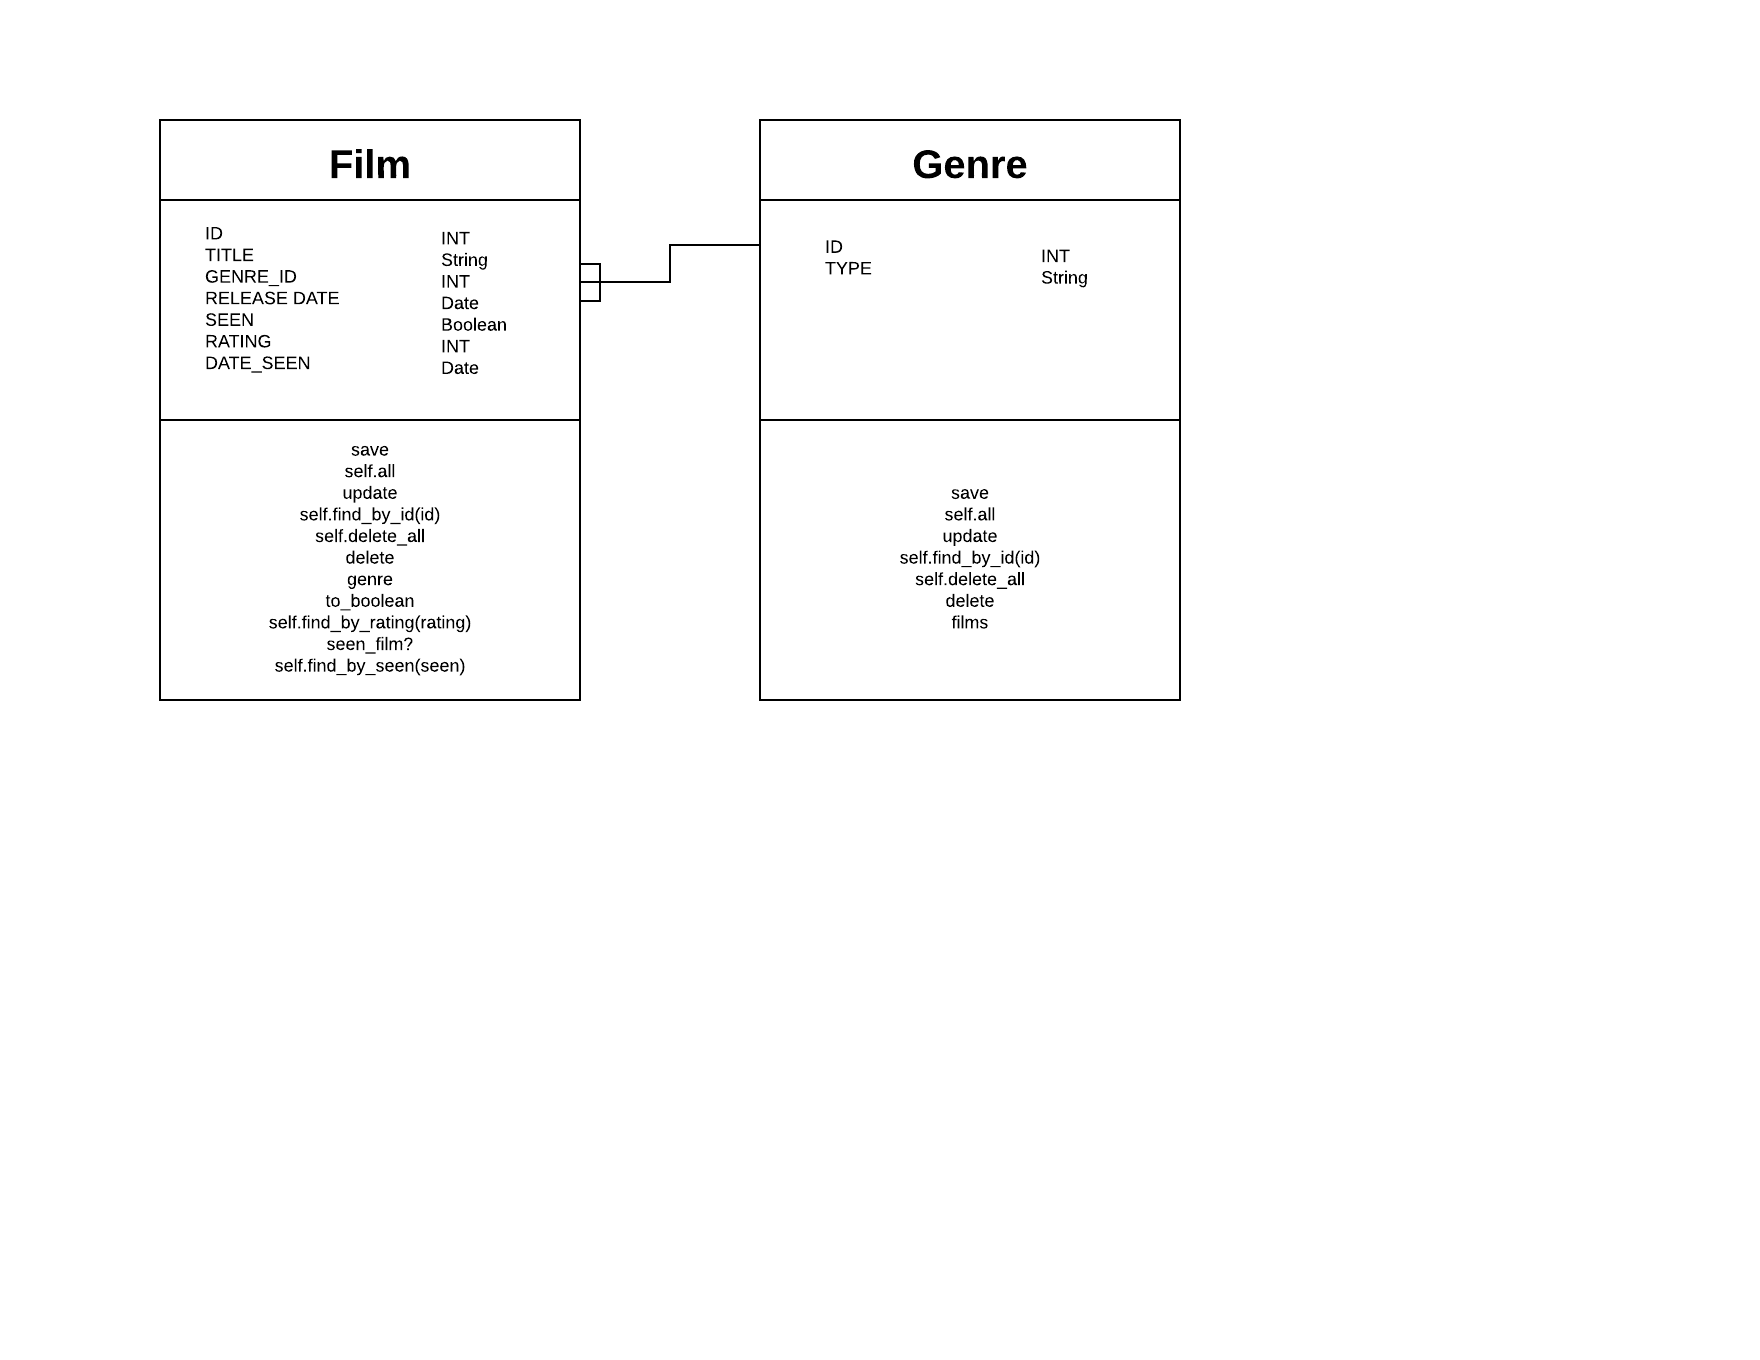 Film
ID
TITLE
GENRE_ID
RELEASE DATE
SEEN
RATING
DATE_SEEN
INT
String
INT
Date
Boolean
INT
Date
save
self.all
update
self.find_by_id(id)
self.delete_all
delete
genre
to_boolean
self.find_by_rating(rating)
seen_film?
self.find_by_seen(seen)
Genre
ID
TYPE
INT
String
save
self.all
update
self.find_by_id(id)
self.delete_all
delete
films